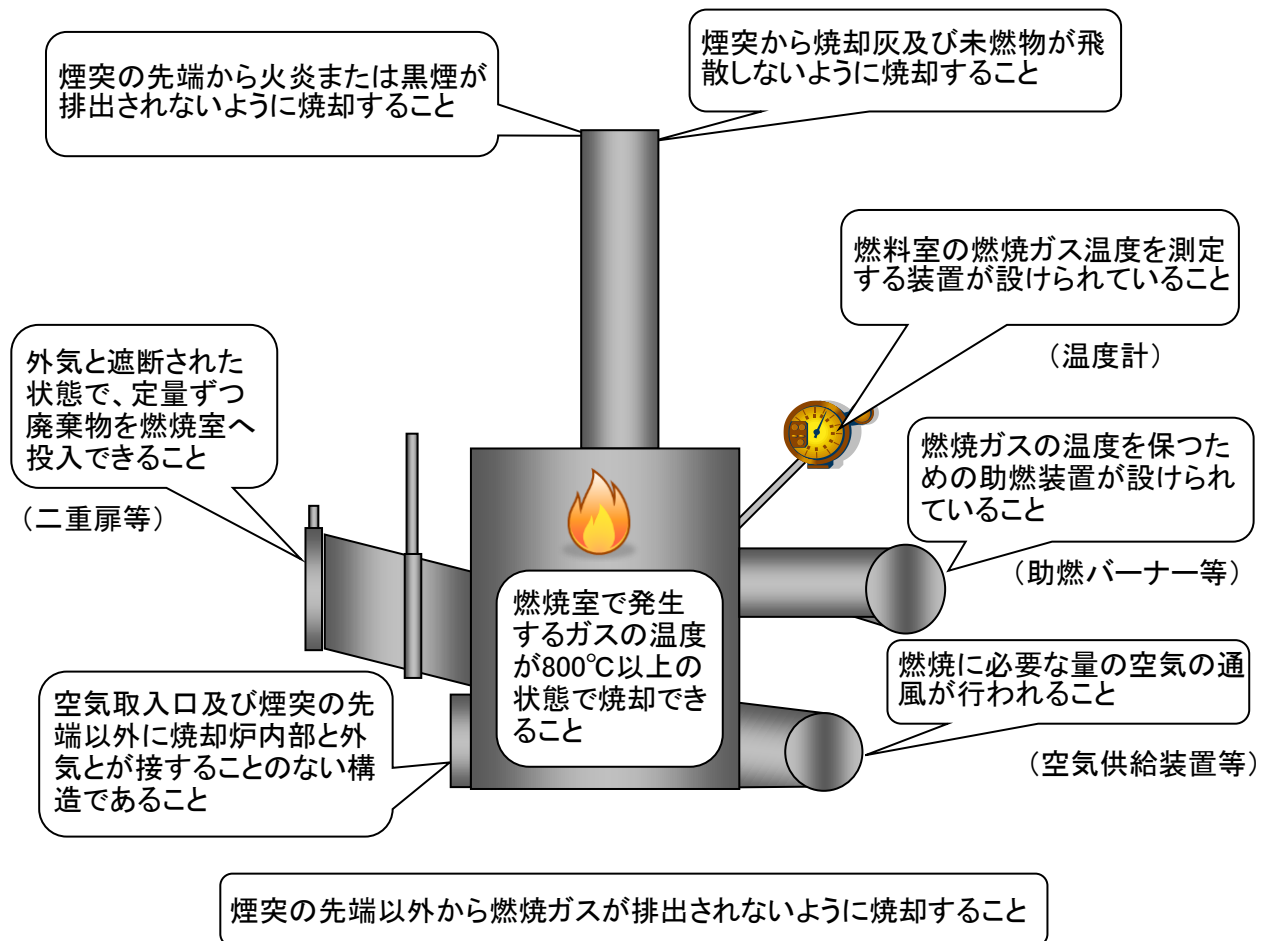 煙突の先端から火炎または黒煙が
排出されないように焼却すること
煙突から焼却灰及び未燃物が飛
散しないように焼却すること
燃料室の燃焼ガス温度を測定
する装置が設けられていること
（温度計）
外気と遮断された
状態で、定量ずつ
廃棄物を燃焼室へ
投入できること
（二重扉等）
燃焼ガスの温度を保つた
めの助燃装置が設けられ
ていること
（助燃バーナー等）
燃焼室で発生
するガスの温度
が800℃以上の
状態で焼却でき
ること
燃焼に必要な量の空気の通
風が行われること
（空気供給装置等）
空気取入口及び煙突の先
端以外に焼却炉内部と外
気とが接することのない構
造であること
煙突の先端以外から燃焼ガスが排出されないように焼却すること